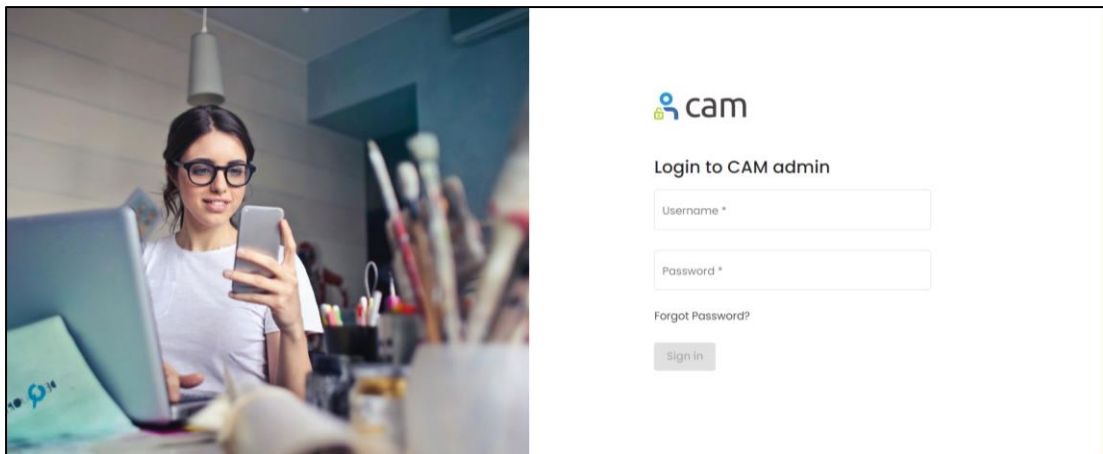 cam
Login to CAM admin
Username *
Password *
Forgot Password?
Sign in